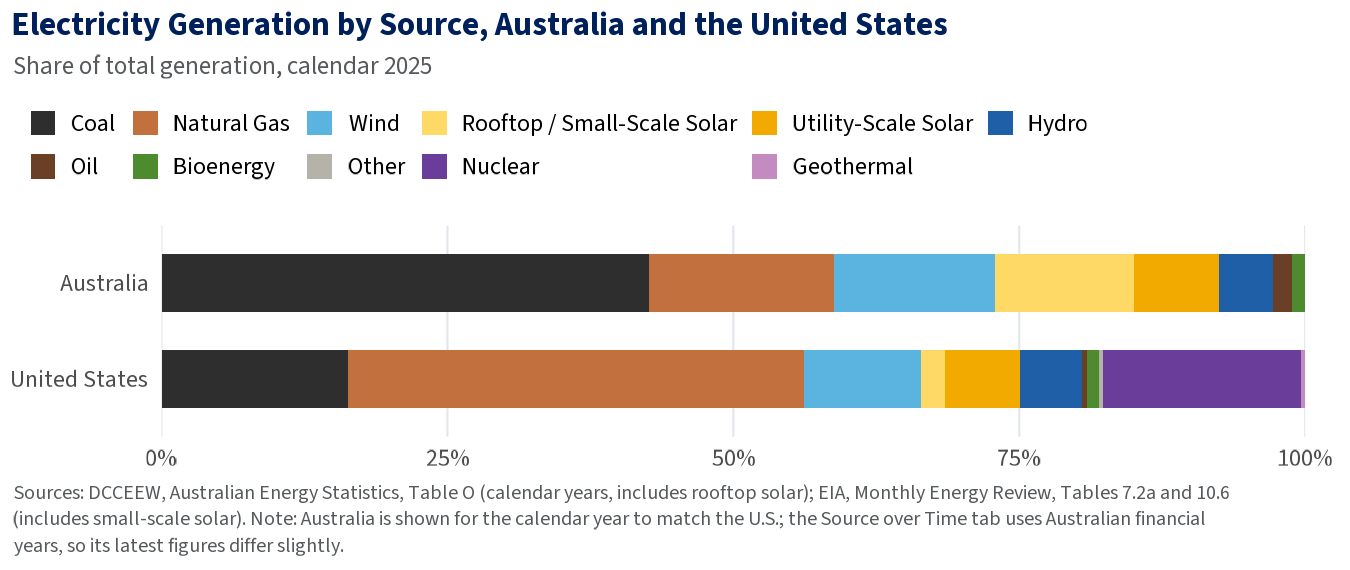 Electricity Generation by Source, Australia and the United States
Share of total generation, calendar 2025
Coal Natural Gas Wind Rooftop / Small-Scale Solar Utility-Scale Solar Hydro
Oil Bioenergy Other Nuclear Geothermal
Australia
United States
0% 25% 50% 75% 100%
Sources: DCCEEW, Australian Energy Statistics, Table O (calendar years, includes rooftop solar); EIA, Monthly Energy Review, Tables 7.2a and 10.6
(includes small-scale solar). Note: Australia is shown for the calendar year to match the U.S.; the Source over Time tab uses Australian financial
years, so its latest figures differ slightly.